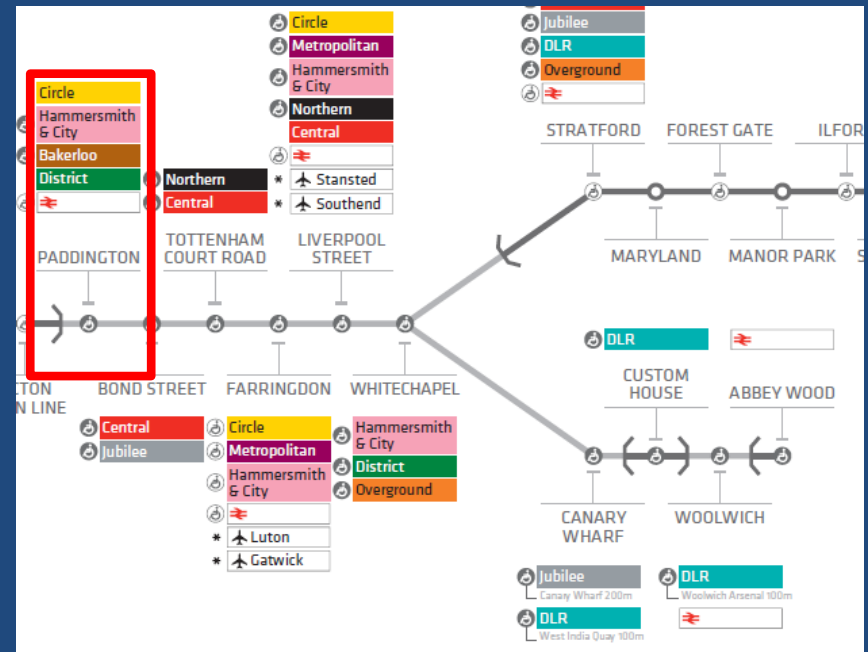 Circle
Metropolitan
Hammersmith
& City
Northern
Central
* Stansted
* Southend
Jubilee
DLR
Overground
Circle
Hammersmith
& City
Bakerloo
District
Northern
Central
PADDINGTON
TOTTENHAM
COURT ROAD
LIVERPOOL
STREET
STRATFORD
FOREST GATE
ILFOR
MARYLAND
MANOR PARK
S
CTON
N LINE
BOND STREET
FARRINGDON
WHITECHAPEL
Central
Jubilee
Circle
Metropolitan
Hammersmith
& City
* Luton
* Gatwick
Hammersmith
& City
District
Overground
DLR
CUSTOM
HOUSE
ABBEY WOOD
CANARY
WHARF
WOOLWICH
Jubilee
Canary Wharf 200m
DLR
West India Quay 100m
DLR
Woolwich Arsenal 100m